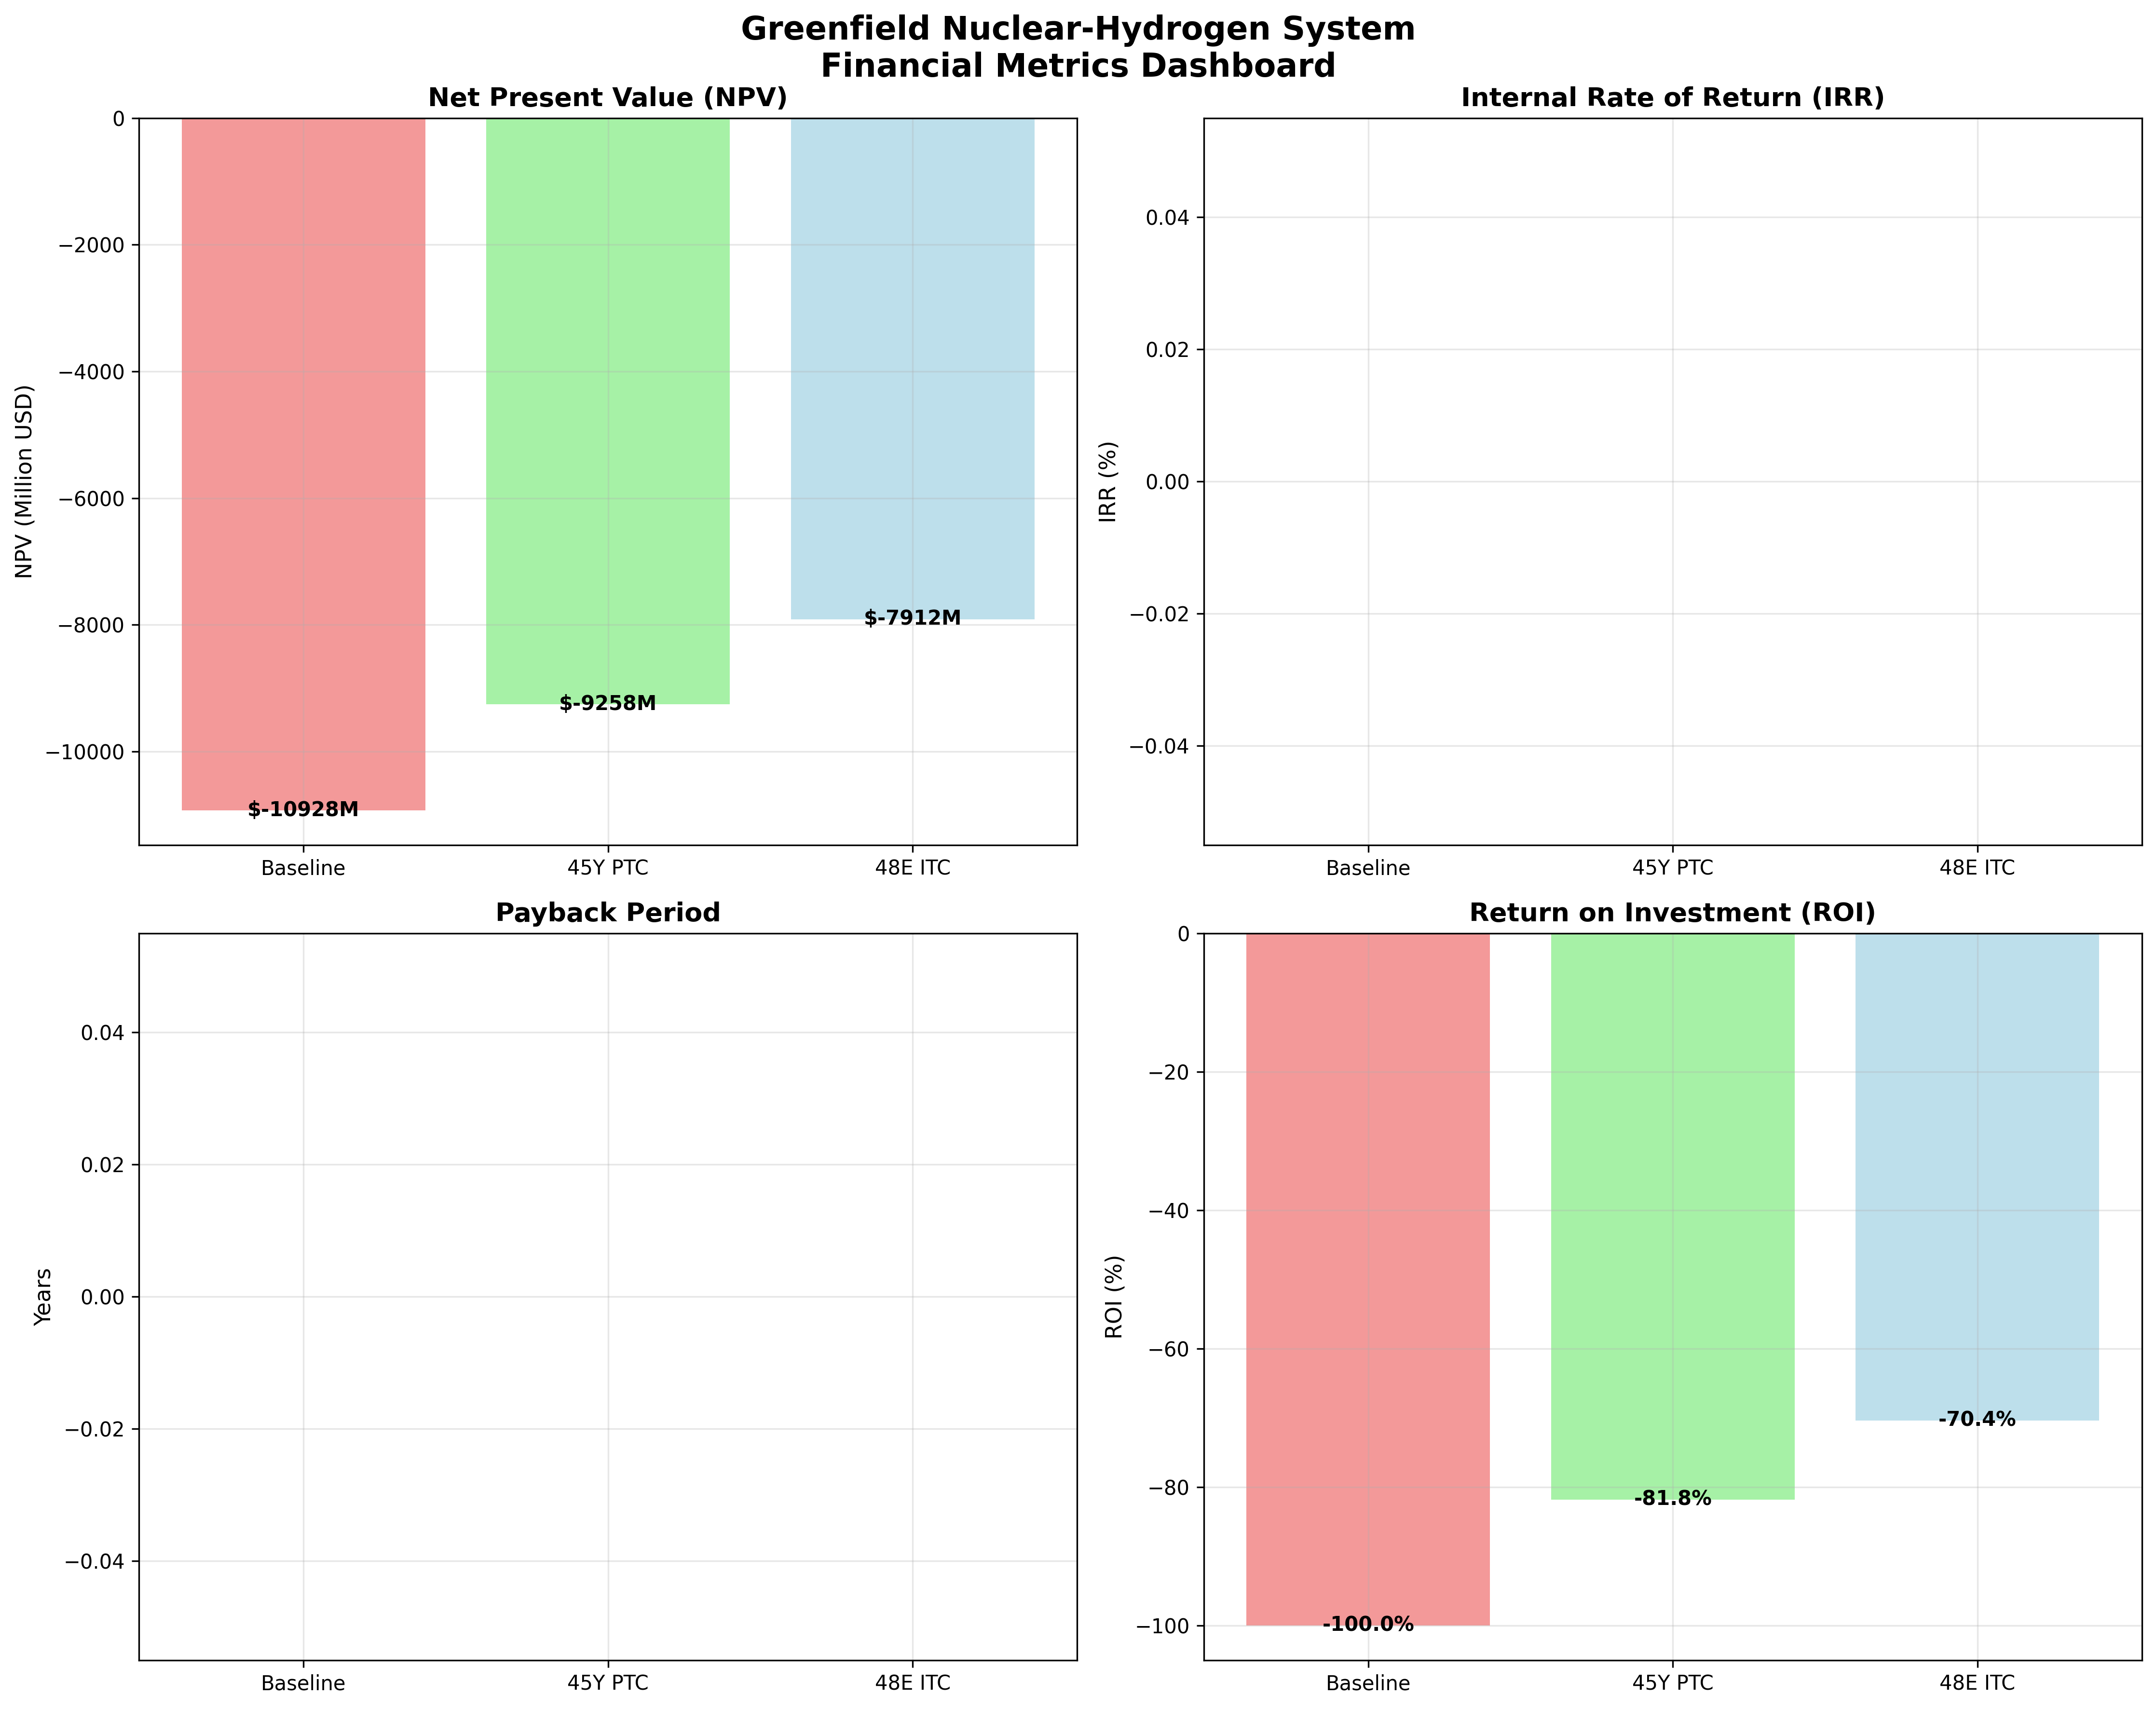 Greenfield Nuclear-Hydrogen System
Financial Metrics Dashboard
Net Present Value (NPV)
0
−2000
−4000
−6000
−8000
−10000
NPV (Million USD)
$-10928M
$-9258M
$-7912M
Baseline
45Y PTC
48E ITC
Internal Rate of Return (IRR)
0.04
0.02
0.00
−0.02
−0.04
IRR (%)
Baseline
45Y PTC
48E ITC
Payback Period
0.04
0.02
0.00
−0.02
−0.04
Years
Baseline
45Y PTC
48E ITC
Return on Investment (ROI)
0
−20
−40
−60
−80
−100
ROI (%)
-100.0%
-81.8%
-70.4%
Baseline
45Y PTC
48E ITC